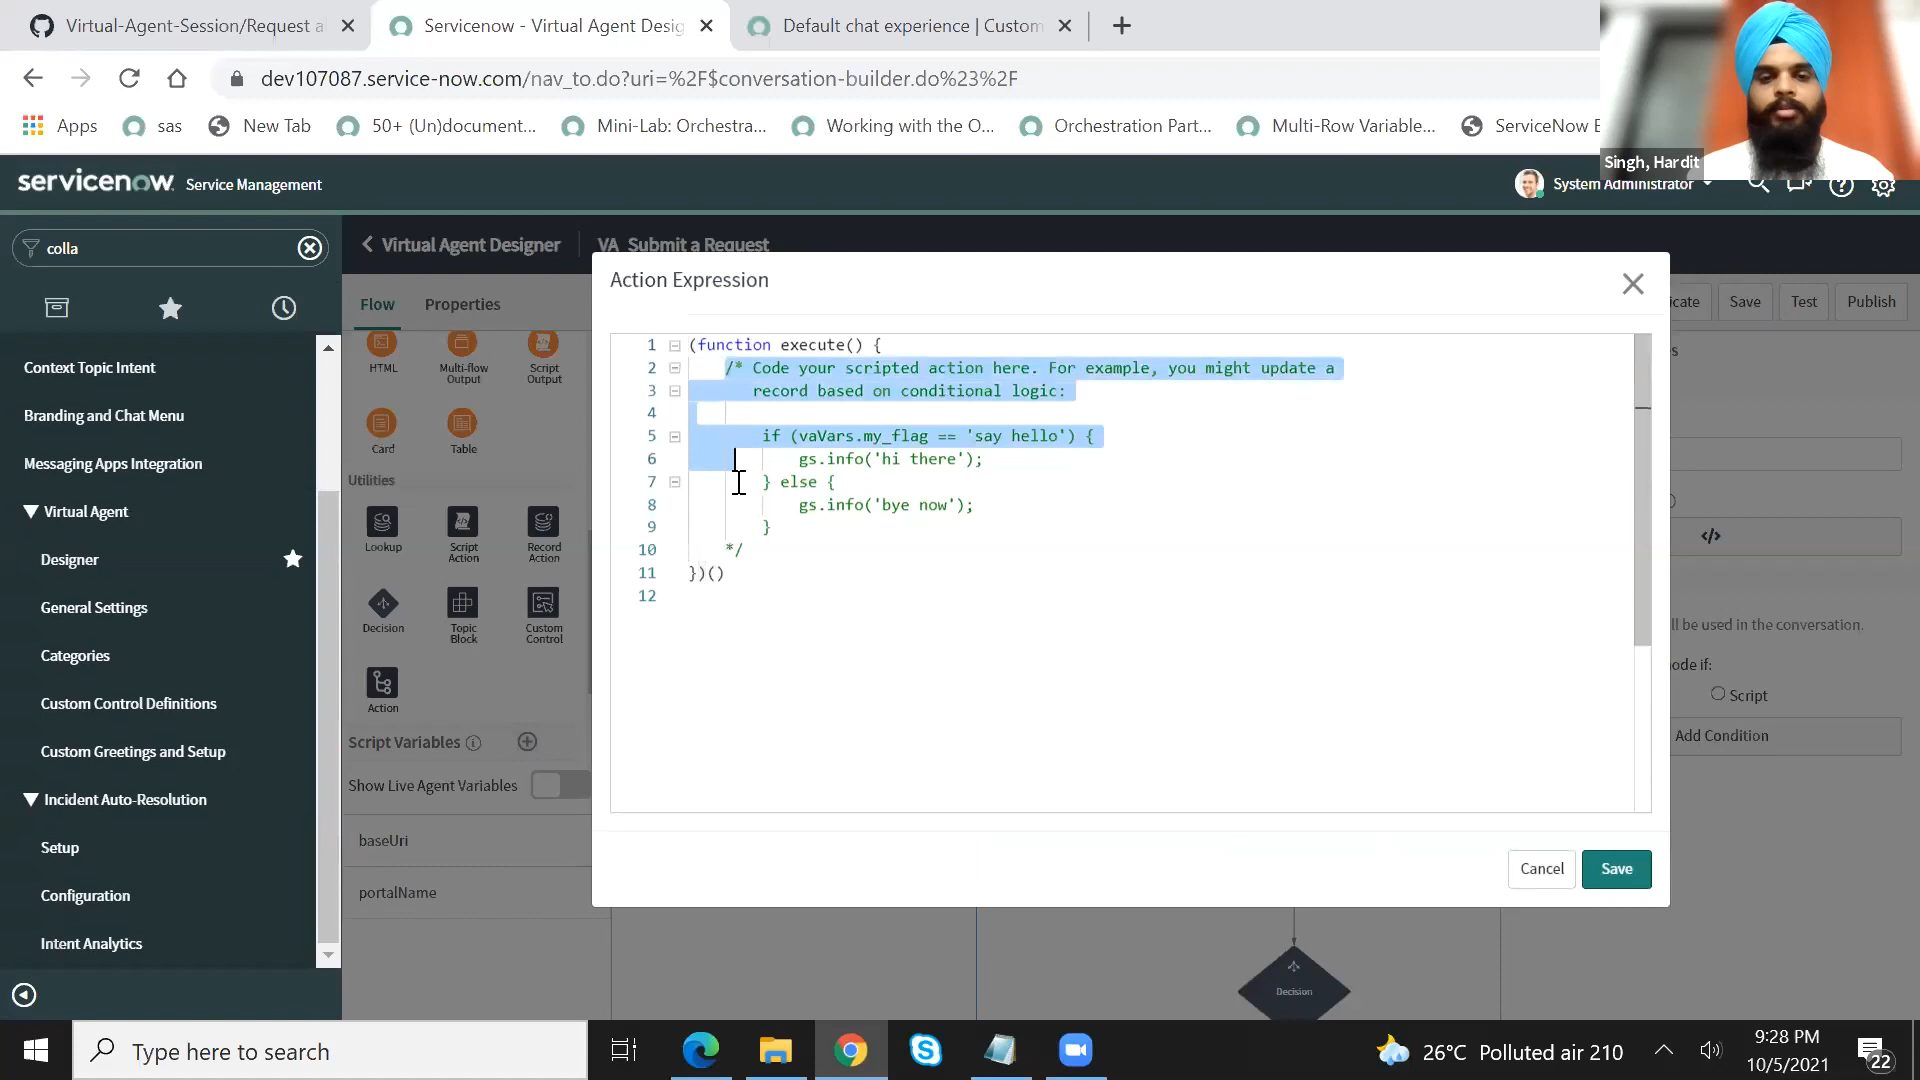 Virtual-Agent-Session/Request a
Servicenow - Virtual Agent Desig
Default chat experience | Custom
dev107087.service-now.com/nav_to.do?uri=%2F$conversation-builder.do%23%2F
Apps
sas
New Tab
50+ (Un)document...
Mini-Lab: Orchestra...
Working with the O...
Orchestration Part...
Multi-Row Variable...
ServiceNow E
Singh, Hardit
servicenow Service Management
System Administrator
colla
Virtual Agent Designer
VA_Submit a Request
Context Topic Intent
Branding and Chat Menu
Messaging Apps Integration
Virtual Agent
Designer
General Settings
Categories
Custom Control Definitions
Custom Greetings and Setup
Incident Auto-Resolution
Setup
Configuration
Intent Analytics
Flow
Properties
HTML
Multi-flow Output
Script Output
Card
Table
Utilities
Lookup
Script Action
Record Action
Decision
Topic Block
Custom Control
Action
Script Variables
Show Live Agent Variables
baseUri
portalName
Action Expression
1 (function execute() {
2 /* Code your scripted action here. For example, you might update a
3 record based on conditional logic:
4
5 if (vaVars.my_flag == 'say hello') {
6 gs.info('hi there');
7 } else {
8 gs.info('bye now');
9 }
10 */
11 })()
12
Cancel
Save
icate
Save
Test
Publish
s
</>
ll be used in the conversation.
ode if:
Script
Add Condition
Decision
Type here to search
26°C Polluted air 210
9:28 PM
10/5/2021
22